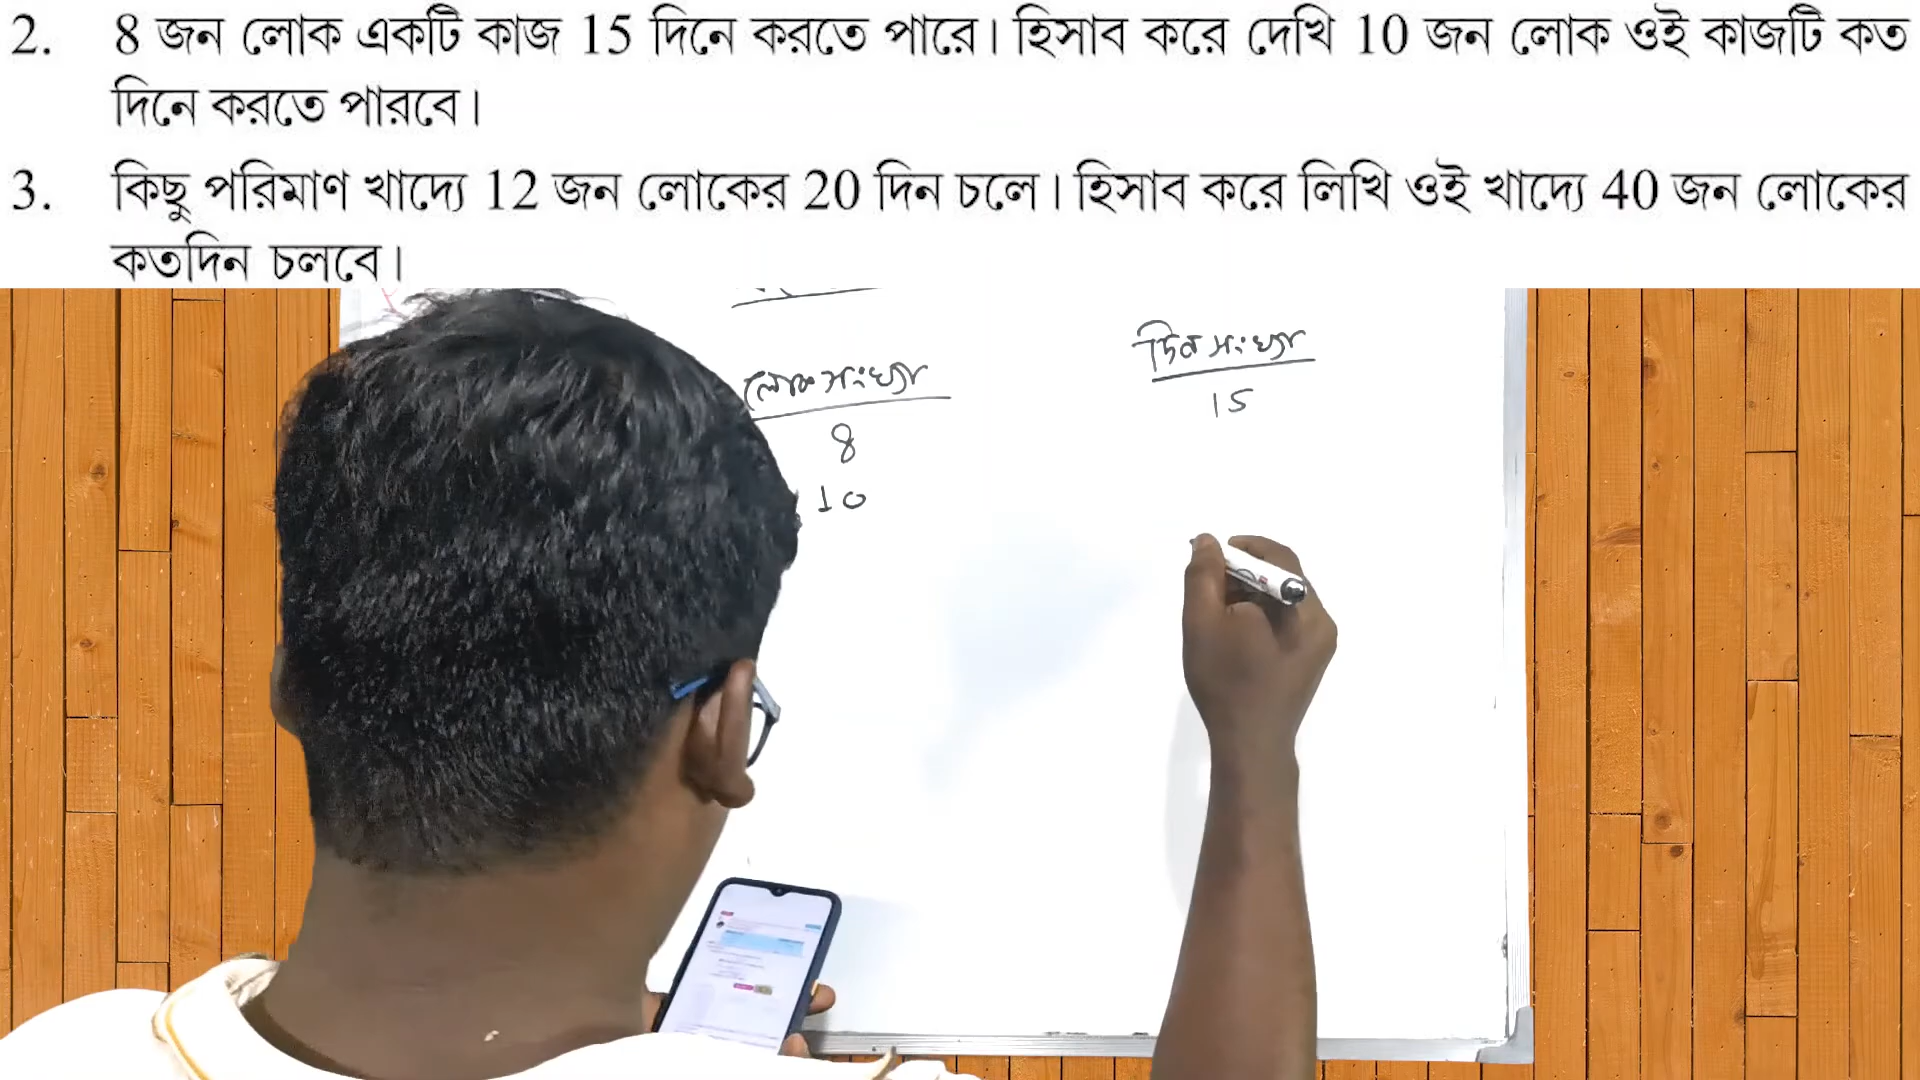 2. 8 জন লোক একটি কাজ 15 দিনে করতে পারে। হিসাব করে দেখি 10 জন লোক ওই কাজটি কত
দিনে করতে পারবে।
3. কিছু পরিমাণ খাদ্যে 12 জন লোকের 20 দিন চলে। হিসাব করে লিখি ওই খাদ্যে 40 জন লোকের
কতদিন চলবে।
লোকসংখ্যা দিন সংখ্যা
8 15
10